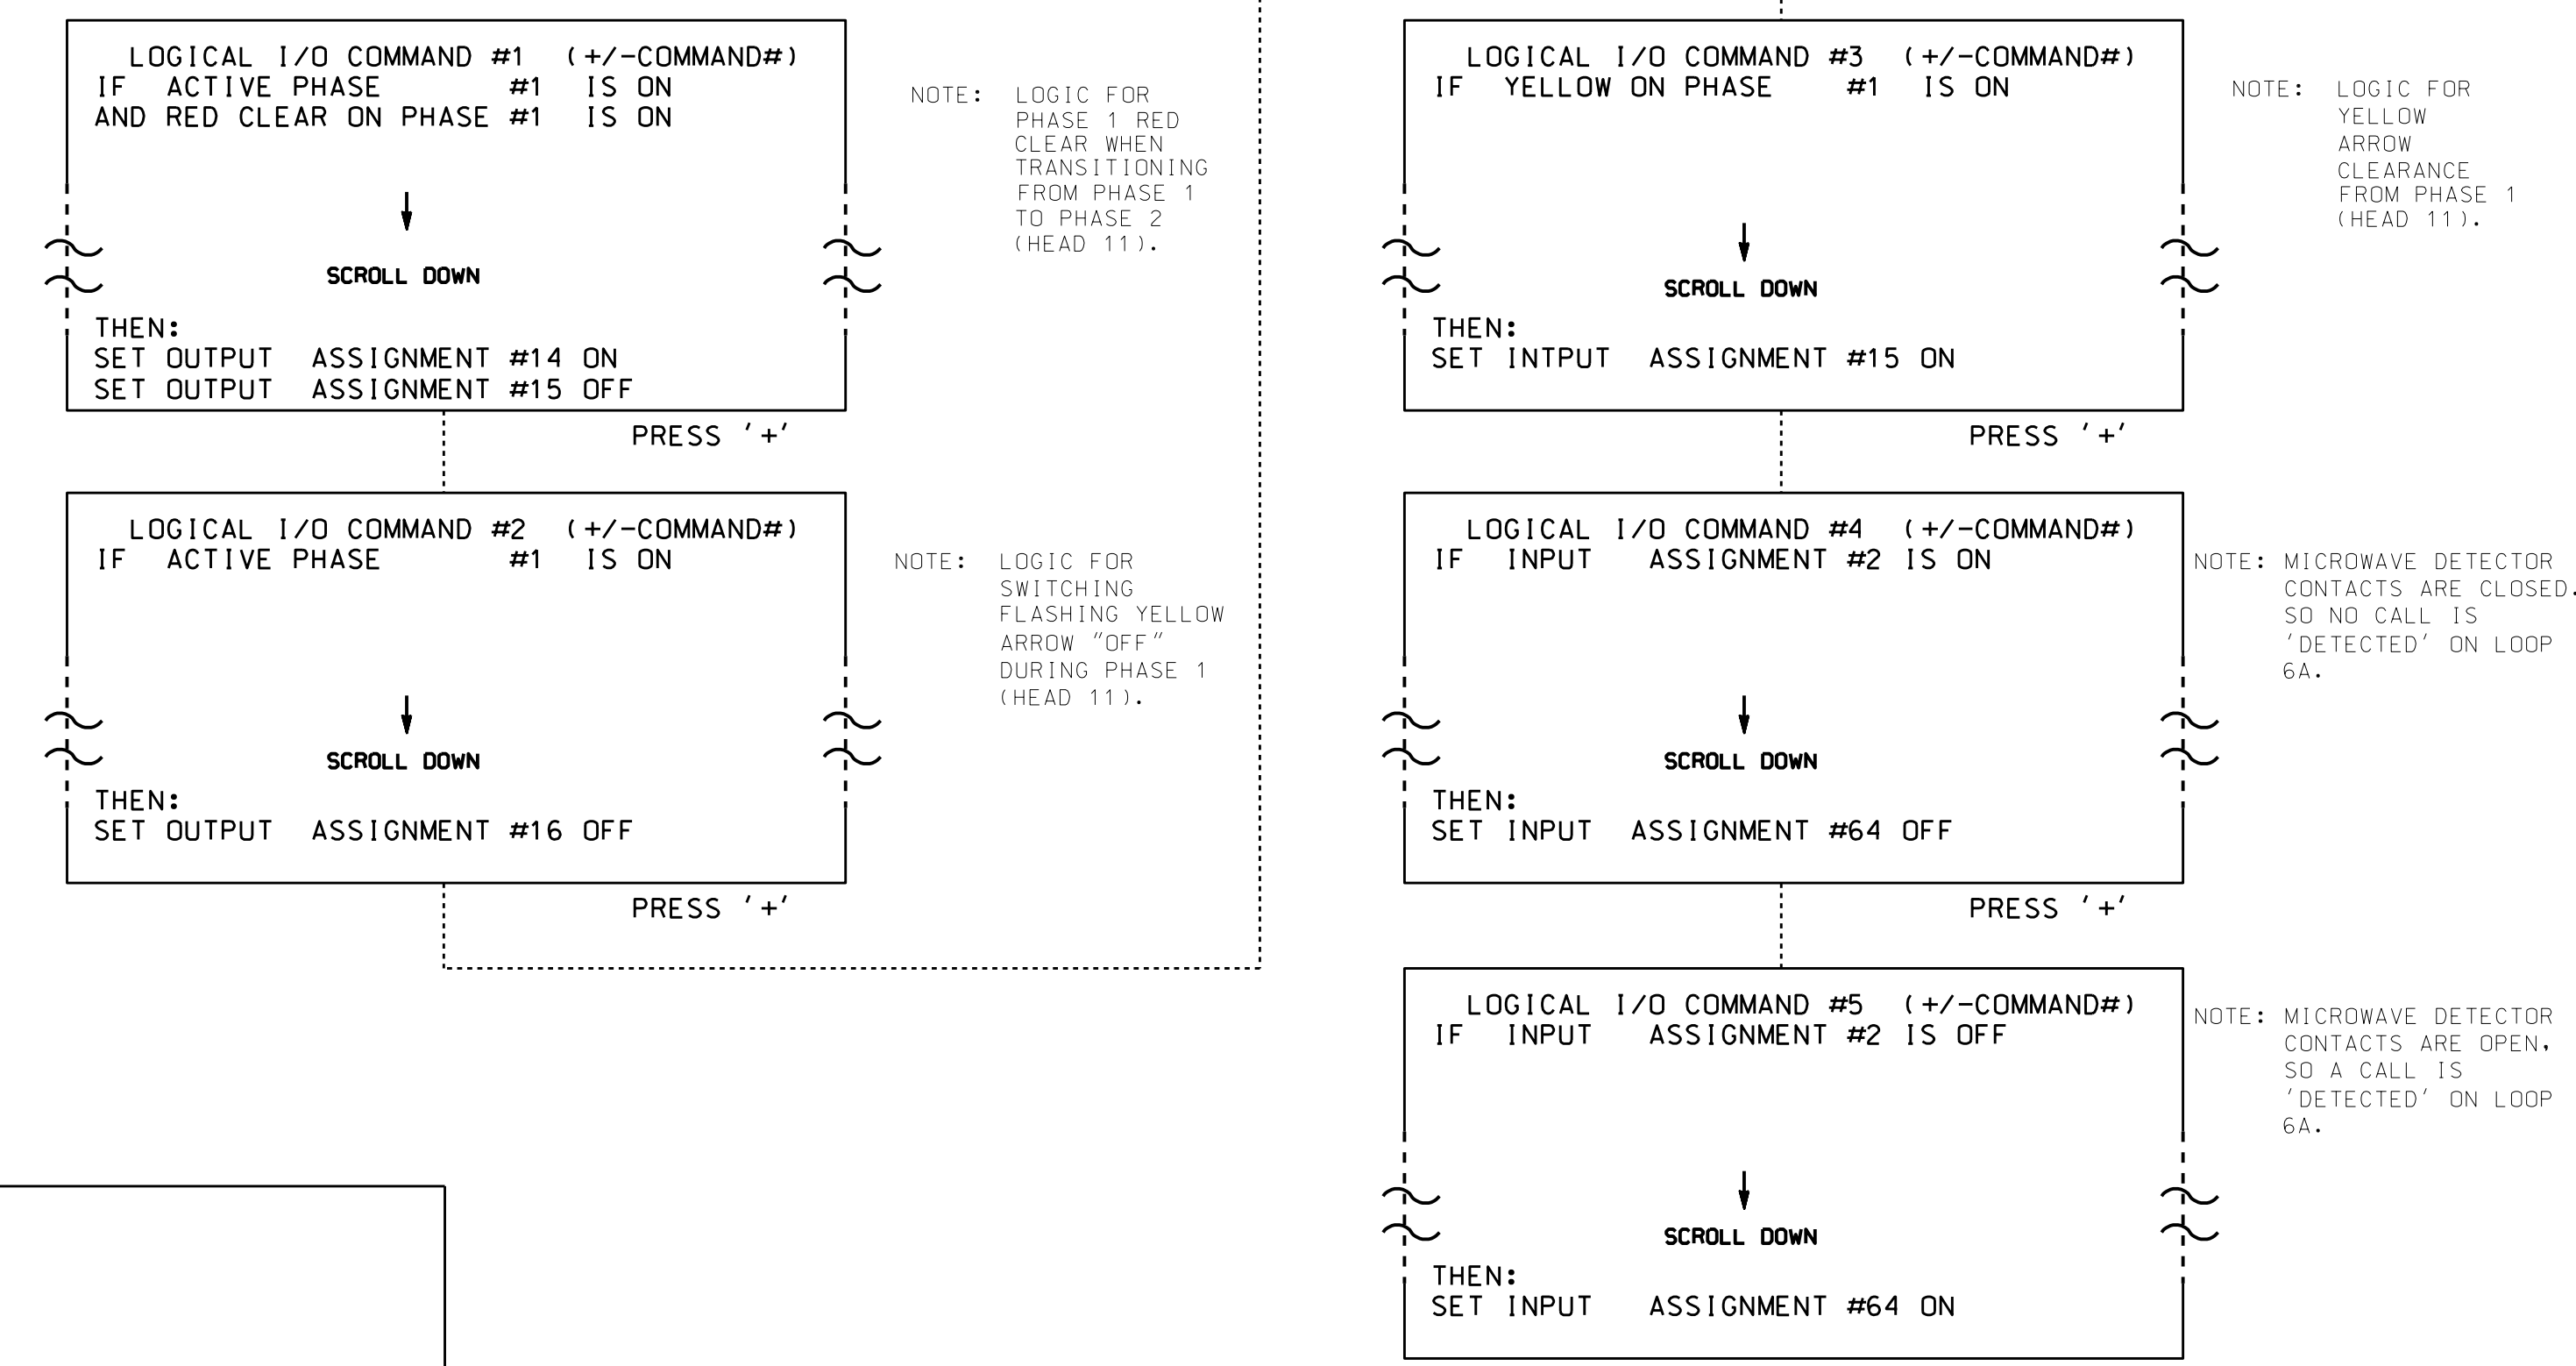 LOGICAL I/O COMMAND #1 (+/-COMMAND#)
IF ACTIVE PHASE #1 IS ON
AND RED CLEAR ON PHASE #1 IS ON
SCROLL DOWN
THEN:
SET OUTPUT ASSIGNMENT #14 ON
SET OUTPUT ASSIGNMENT #15 OFF
PRESS '+'
NOTE: LOGIC FOR
PHASE 1 RED
CLEAR WHEN
TRANSITIONING
FROM PHASE 1
TO PHASE 2
(HEAD 11).
LOGICAL I/O COMMAND #2 (+/-COMMAND#)
IF ACTIVE PHASE #1 IS ON
SCROLL DOWN
THEN:
SET OUTPUT ASSIGNMENT #16 OFF
PRESS '+'
NOTE: LOGIC FOR
SWITCHING
FLASHING YELLOW
ARROW "OFF"
DURING PHASE 1
(HEAD 11).
LOGICAL I/O COMMAND #3 (+/-COMMAND#)
IF YELLOW ON PHASE #1 IS ON
SCROLL DOWN
THEN:
SET INTPUT ASSIGNMENT #15 ON
PRESS '+'
NOTE: LOGIC FOR
YELLOW
ARROW
CLEARANCE
FROM PHASE 1
(HEAD 11).
LOGICAL I/O COMMAND #4 (+/-COMMAND#)
IF INPUT ASSIGNMENT #2 IS ON
SCROLL DOWN
THEN:
SET INPUT ASSIGNMENT #64 OFF
PRESS '+'
NOTE: MICROWAVE DETECTOR
CONTACTS ARE CLOSED.
SO NO CALL IS
'DETECTED' ON LOOP
6A.
LOGICAL I/O COMMAND #5 (+/-COMMAND#)
IF INPUT ASSIGNMENT #2 IS OFF
SCROLL DOWN
THEN:
SET INPUT ASSIGNMENT #64 ON
NOTE: MICROWAVE DETECTOR
CONTACTS ARE OPEN,
SO A CALL IS
'DETECTED' ON LOOP
6A.